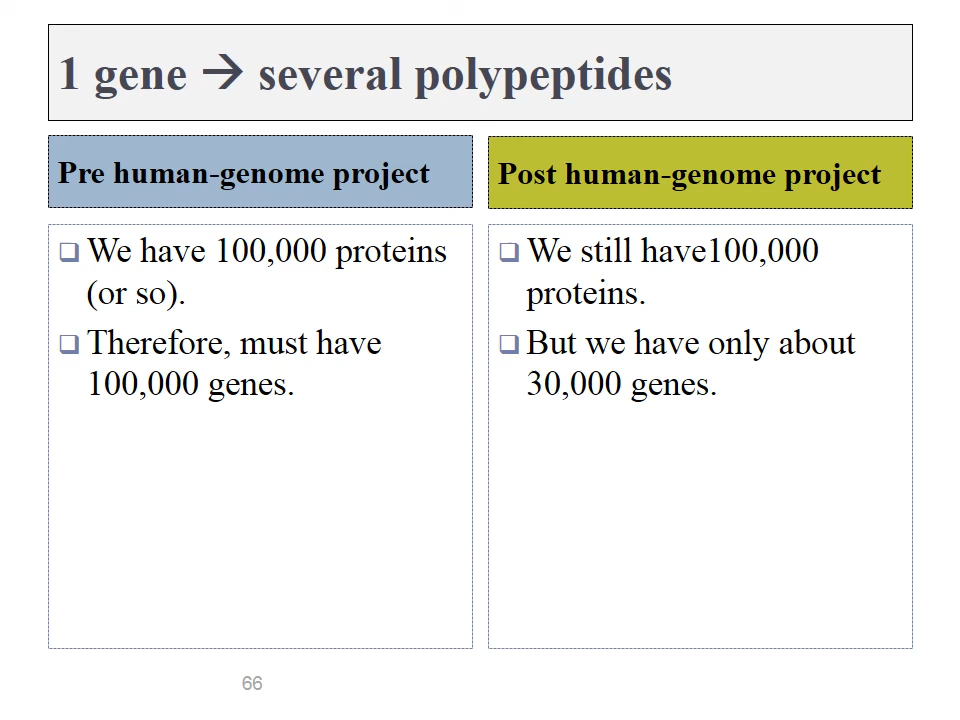 1 gene → several polypeptides
Pre human-genome project
Post human-genome project
❑ We have 100,000 proteins
(or so).
❑ Therefore, must have
100,000 genes.
❑ We still have100,000
proteins.
❑ But we have only about
30,000 genes.
66